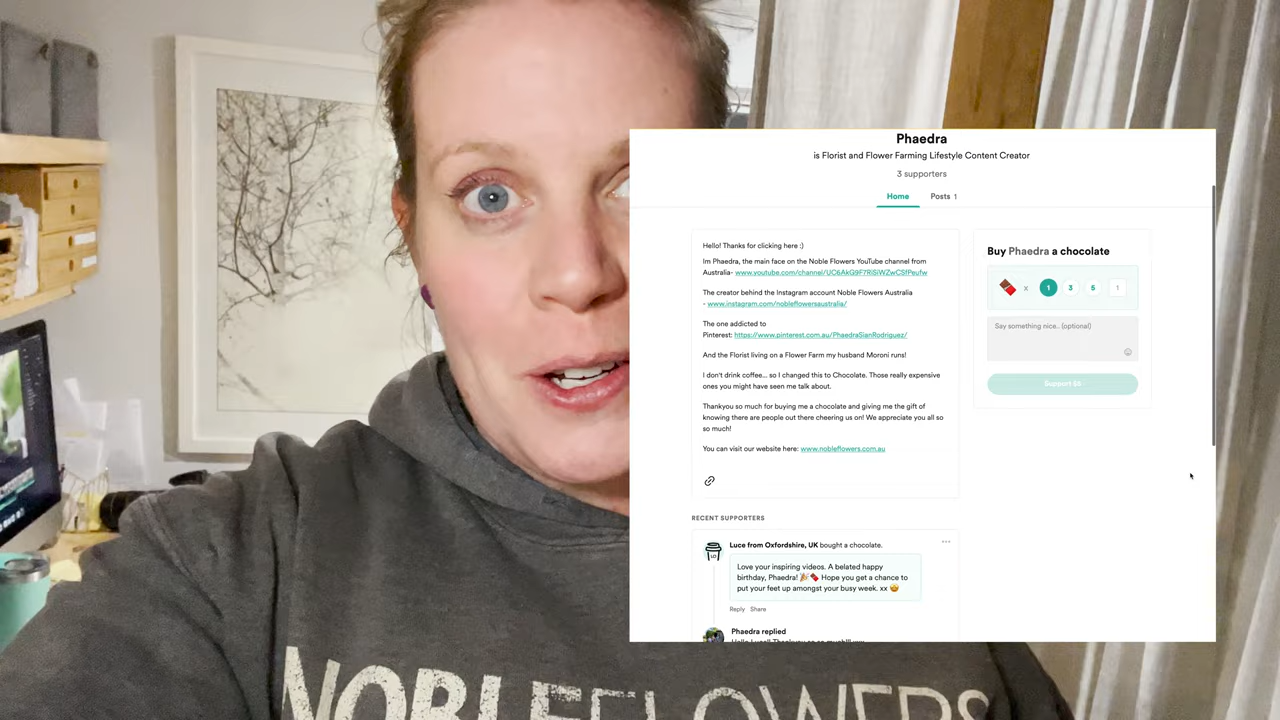 Phaedra
is Florist and Flower Farming Lifestyle Content Creator
3 supporters
Home Posts 1
Hello! Thanks for clicking here :)
Im Phaedra, the main face on the Noble Flowers YouTube channel from
Australia- www.youtube.com/channel/UC6AkG9F7RiSiWZwCSfPeufw
The creator behind the Instagram account Noble Flowers Australia
- www.instagram.com/nobleflowersaustralia/
The one addicted to
Pinterest: https://www.pinterest.com.au/PhaedraSianRodriguez/
And the Florist living on a Flower Farm my husband Moroni runs!
I don't drink coffee... so I changed this to Chocolate. Those really expensive
ones you might have seen me talk about.
Thankyou so much for buying me a chocolate and giving me the gift of
knowing there are people out there cheering us on! We appreciate you all so
so much!
You can visit our website here: www.nobleflowers.com.au
Buy Phaedra a chocolate
x 1 3 5 1
Say something nice.. (optional)
Support $5
RECENT SUPPORTERS
Luce from Oxfordshire, UK bought a chocolate.
Love your inspiring videos. A belated happy
birthday, Phaedra! 🎉🍫 Hope you get a chance to
put your feet up amongst your busy week. xx 🤩
Reply Share
Phaedra replied
NOBLEFLOWERS